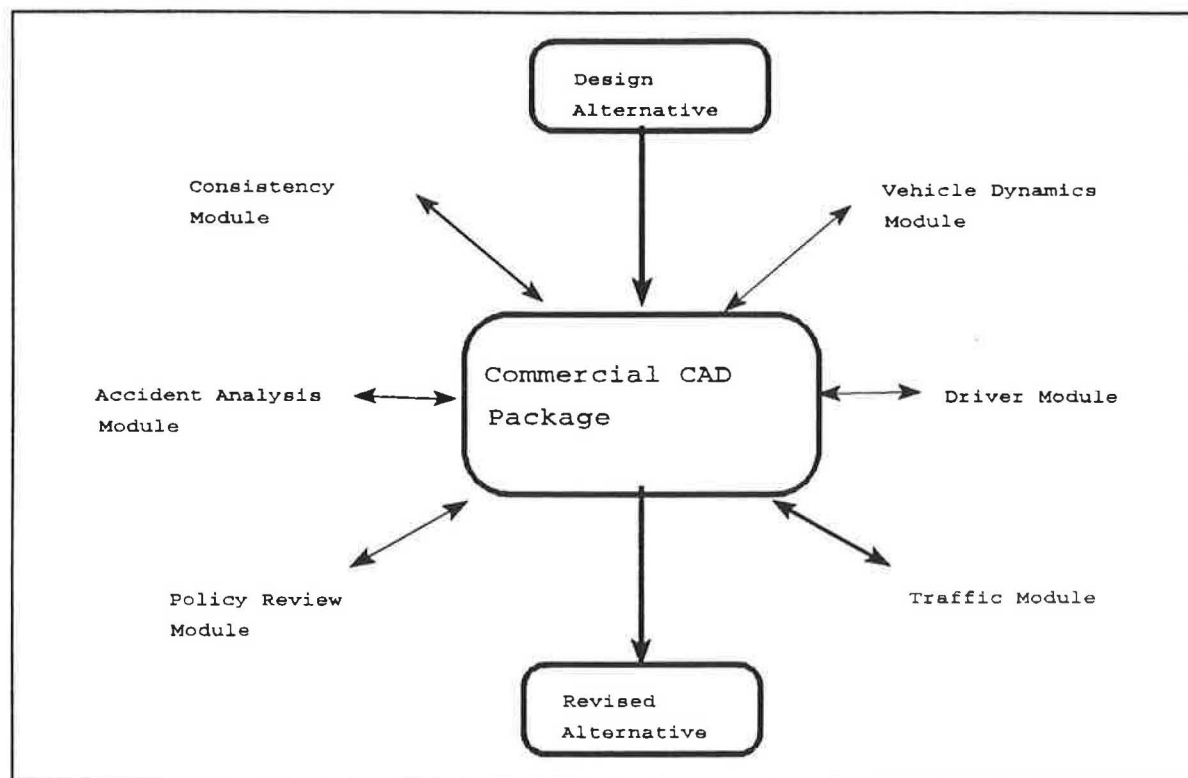 Design
Alternative
Consistency
Module
Vehicle Dynamics
Module
Commercial CAD
Package
Accident Analysis
Module
Driver Module
Policy Review
Module
Traffic Module
Revised
Alternative